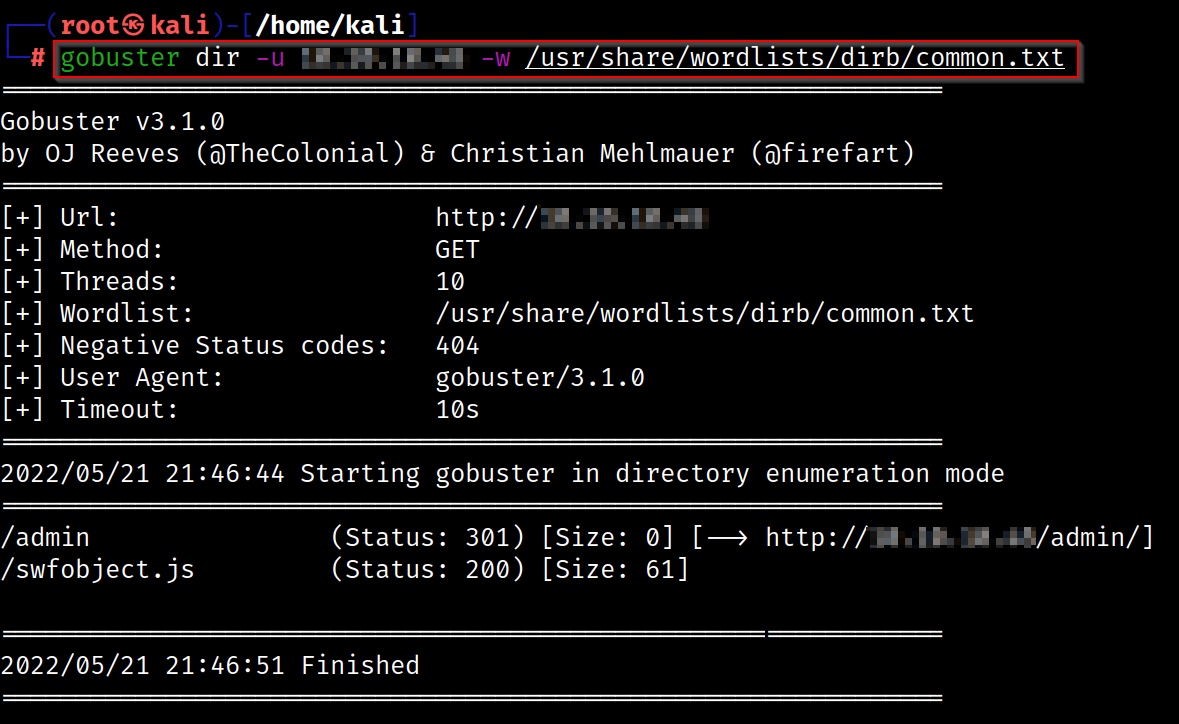 ┌──(root㉿kali)-[/home/kali]
└─# gobuster dir -u -w /usr/share/wordlists/dirb/common.txt
===============================================================
Gobuster v3.1.0
by OJ Reeves (@TheColonial) & Christian Mehlmauer (@firefart)
===============================================================
[+] Url: http://
[+] Method: GET
[+] Threads: 10
[+] Wordlist: /usr/share/wordlists/dirb/common.txt
[+] Negative Status codes: 404
[+] User Agent: gobuster/3.1.0
[+] Timeout: 10s
===============================================================
2022/05/21 21:46:44 Starting gobuster in directory enumeration mode
===============================================================
/admin (Status: 301) [Size: 0] [--> http:///admin/]
/swfobject.js (Status: 200) [Size: 61]
===============================================================
2022/05/21 21:46:51 Finished
===============================================================